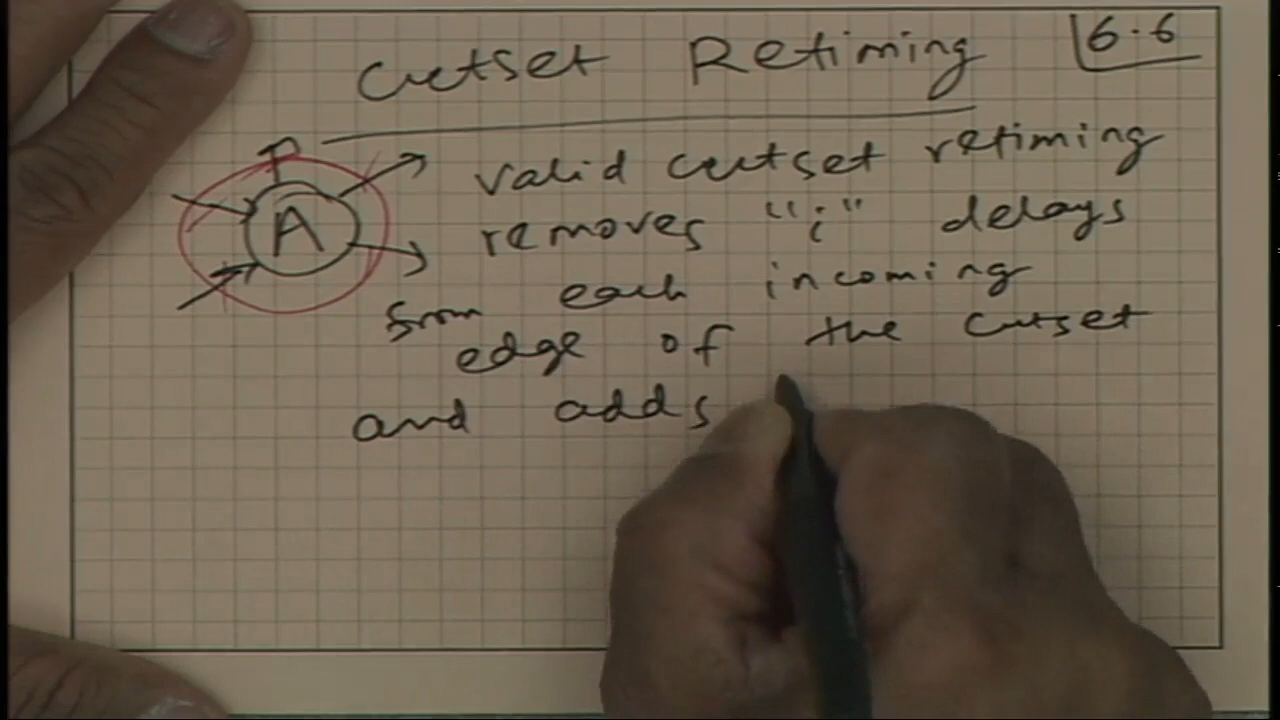 Cutset Retiming
6.6
A
valid cutset retiming
removes "i" delays
from each incoming
edge of the cutset
and adds